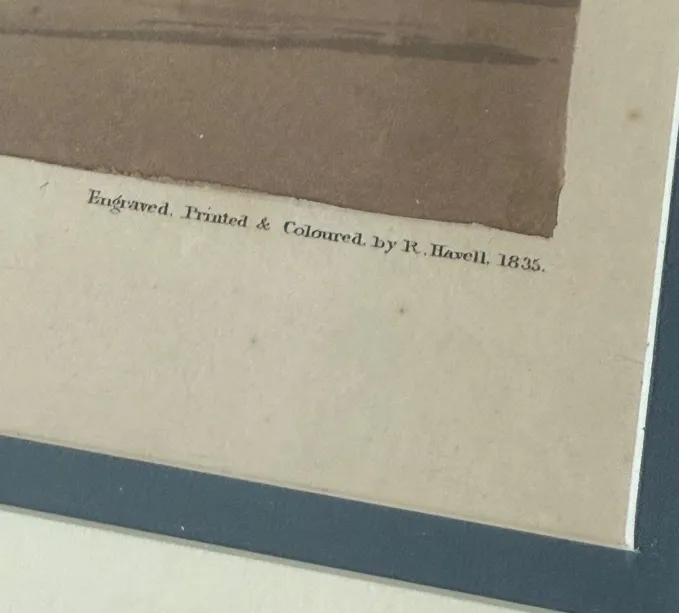 Engraved, Printed & Coloured, by R. Havell, 1835.